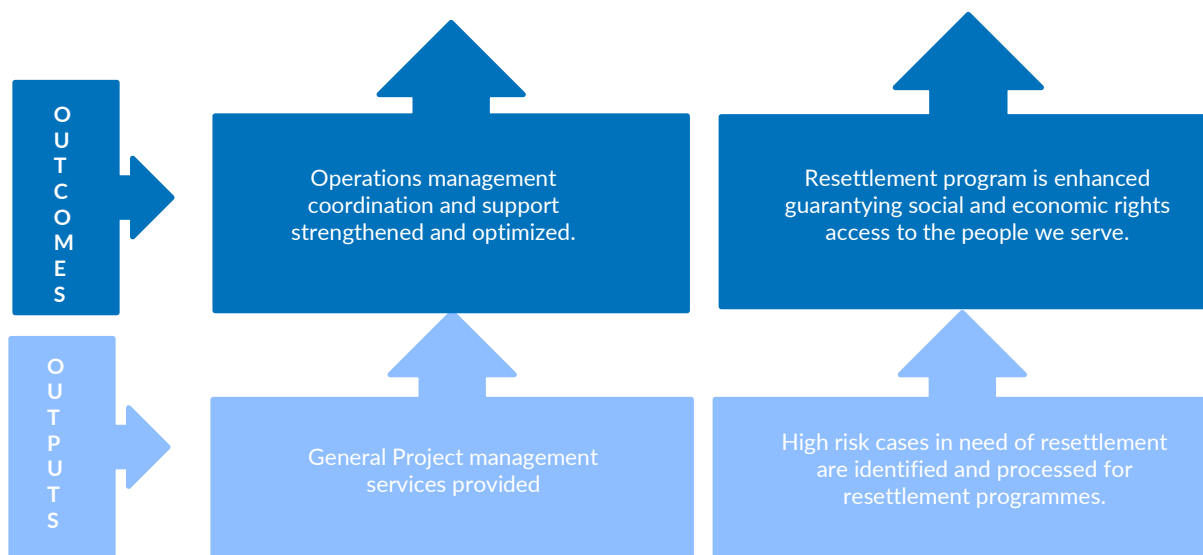 OUTCOMES
Operations management
coordination and support
strengthened and optimized.
Resettlement program is enhanced
guarantying social and economic rights
access to the people we serve.
OUTPUTS
General Project management
services provided
High risk cases in need of resettlement
are identified and processed for
resettlement programmes.